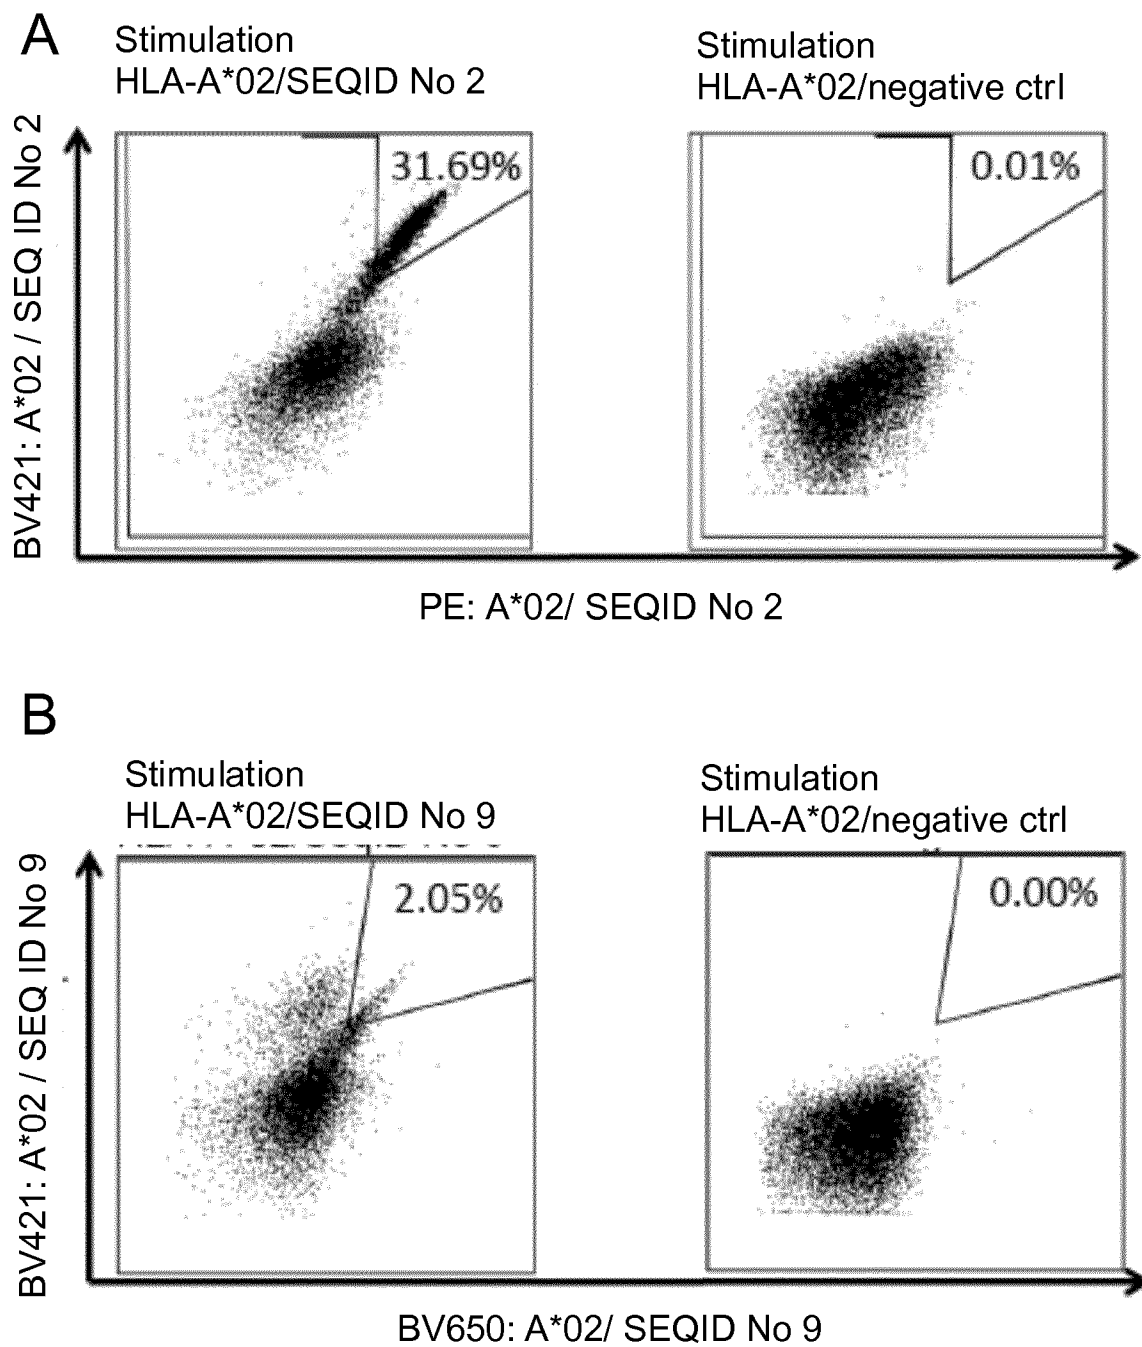 A
Stimulation
HLA-A*02/SEQID No 2
Stimulation
HLA-A*02/negative ctrl
BV421: A*02 / SEQ ID No 2
31.69%
0.01%
PE: A*02/ SEQID No 2
B
Stimulation
HLA-A*02/SEQID No 9
Stimulation
HLA-A*02/negative ctrl
BV421: A*02 / SEQ ID No 9
2.05%
0.00%
BV650: A*02/ SEQID No 9